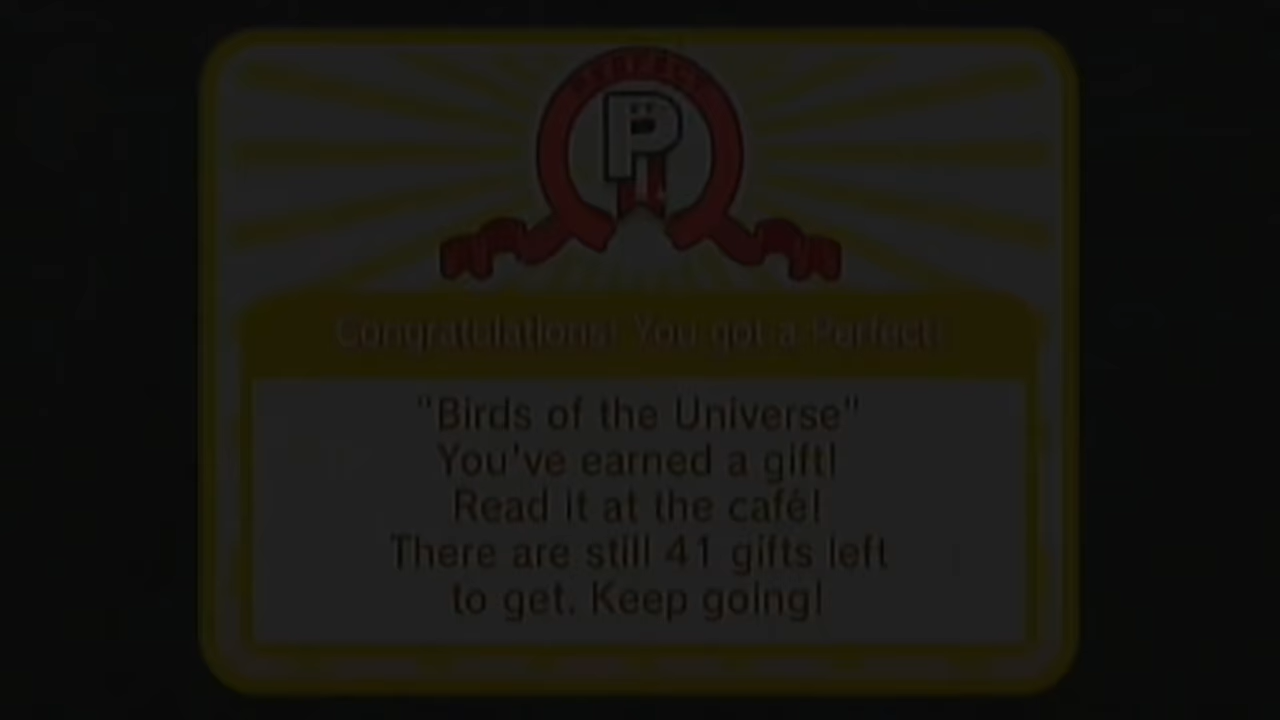 PERFECT
P
Congratulations! You got a Perfect!
"Birds of the Universe"
You've earned a gift!
Read it at the café!
There are still 41 gifts left
to get. Keep going!